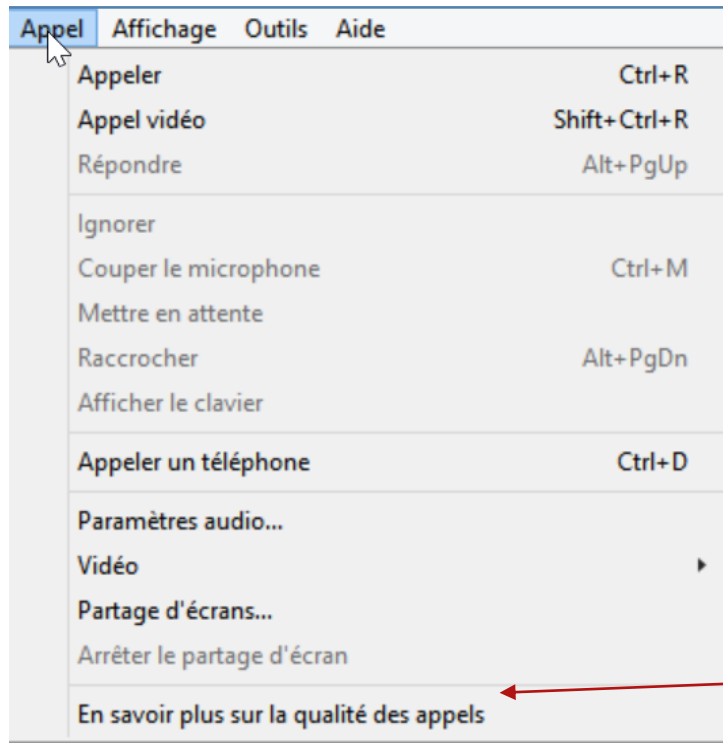 Appel Affichage Outils Aide
Appeler Ctrl+R
Appel vidéo Shift+Ctrl+R
Répondre Alt+PgUp
Ignorer
Couper le microphone Ctrl+M
Mettre en attente
Raccrocher Alt+PgDn
Afficher le clavier
Appeler un téléphone Ctrl+D
Paramètres audio...
Vidéo
Partage d'écrans...
Arrêter le partage d'écran
En savoir plus sur la qualité des appels